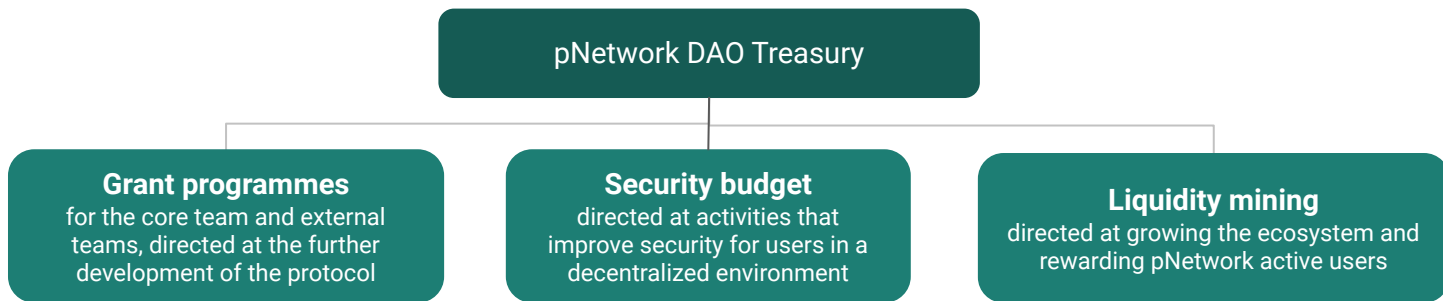 pNetwork DAO Treasury
Grant programmes
for the core team and external
teams, directed at the further
development of the protocol
Security budget
directed at activities that
improve security for users in a
decentralized environment
Liquidity mining
directed at growing the ecosystem and
rewarding pNetwork active users